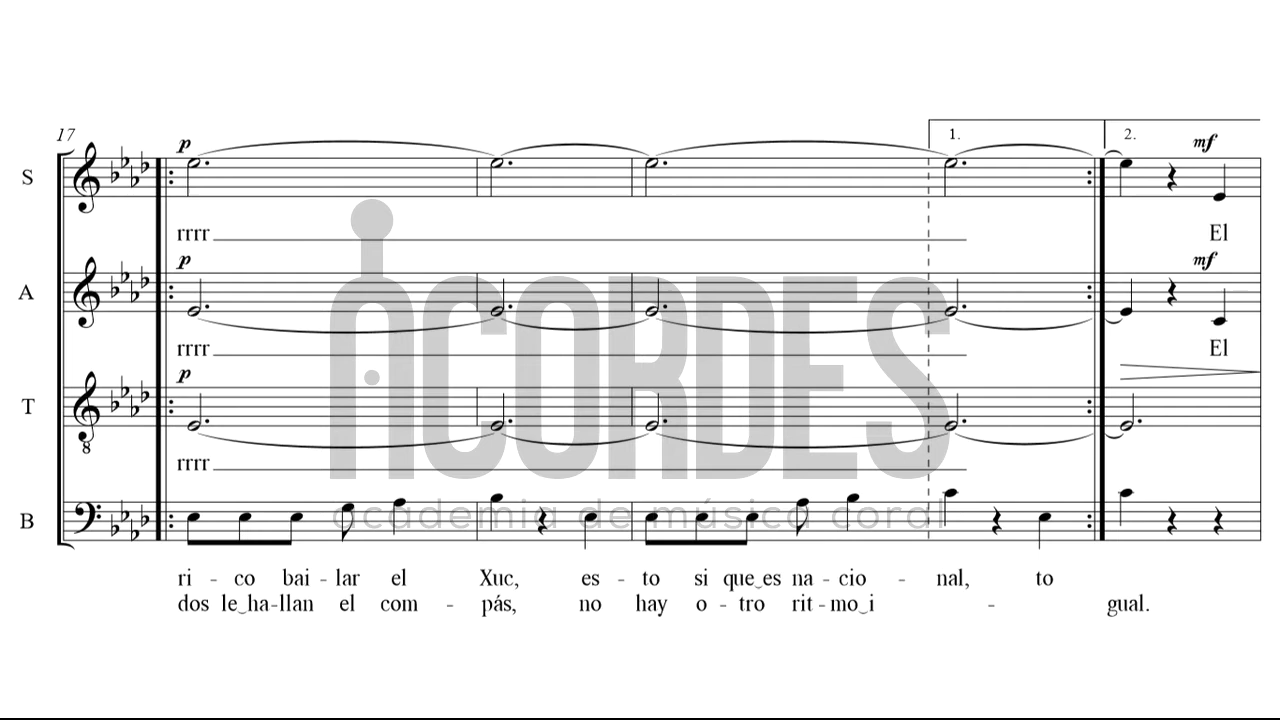 17
1. 2.
p mf
S
rrrr El
p mf
A
rrrr El
p
T
rrrr
B
ACORDES
academia de música coral
ri - co bai - lar el Xuc, es - to si que‿es na - cio - nal, to
dos le‿ha-llan el com - pás, no hay o - tro rit - mo‿i - gual.